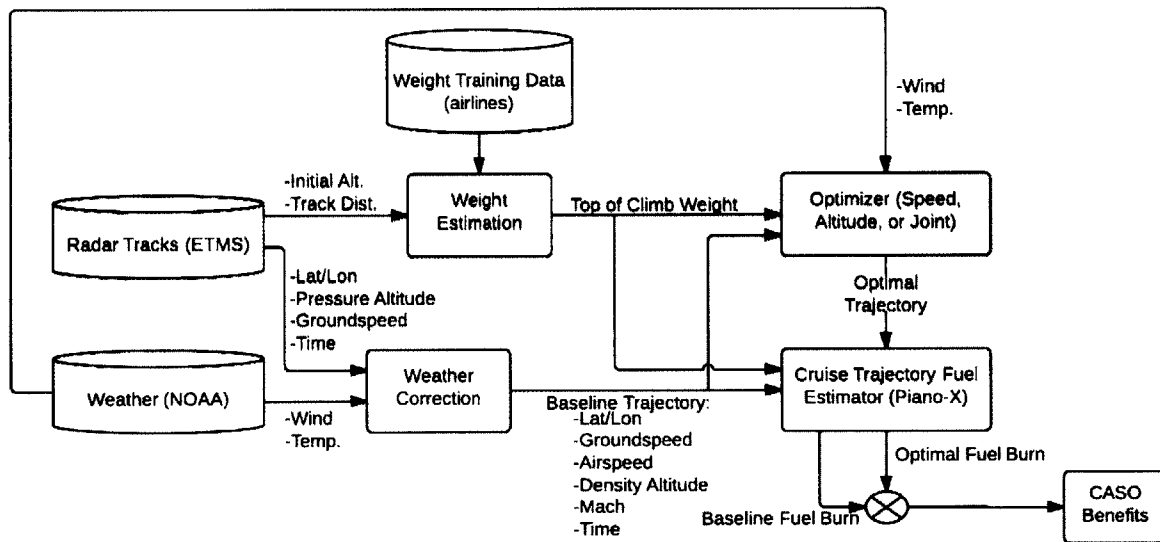 Weight Training Data
(airlines)
-Wind
-Temp.
-Initial Alt.
-Track Dist.
Weight
Estimation
Top of Climb Weight
Optimizer (Speed,
Altitude, or Joint)
Radar Tracks (ETMS)
-Lat/Lon
-Pressure Altitude
-Groundspeed
-Time
Optimal
Trajectory
Weather (NOAA)
-Wind
-Temp.
Weather
Correction
Baseline Trajectory:
-Lat/Lon
-Groundspeed
-Airspeed
-Density Altitude
-Mach
-Time
Cruise Trajectory Fuel
Estimator (Piano-X)
Optimal Fuel Burn
Baseline Fuel Burn
CASO
Benefits